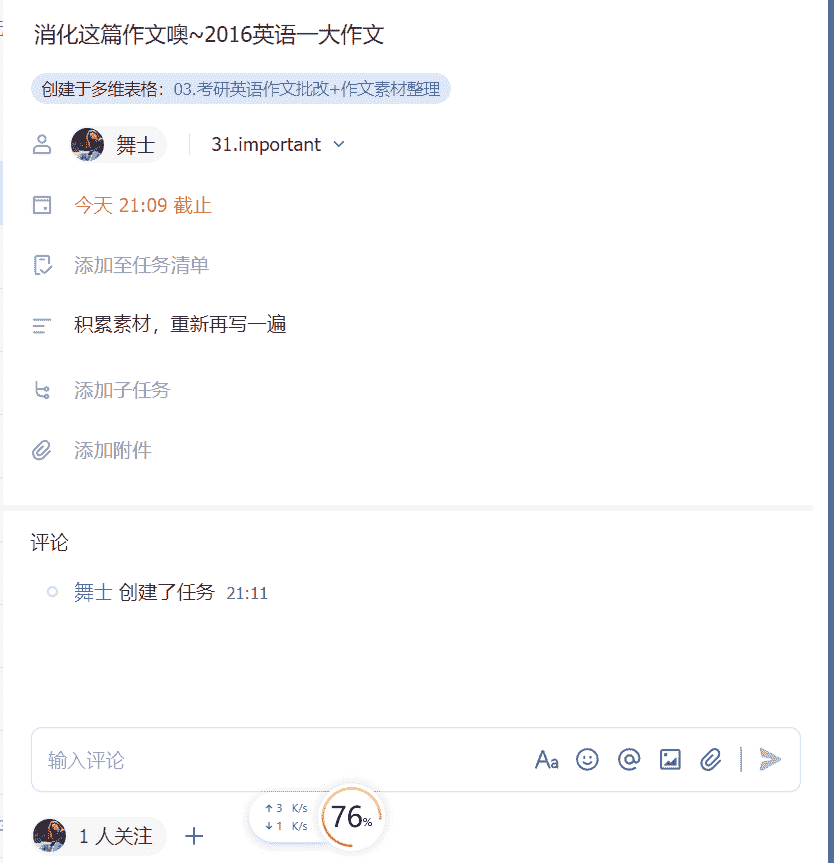 消化这篇作文噢~2016英语一大作文
创建于多维表格：03.考研英语作文批改+作文素材整理
舞士 31.important
今天 21:09 截止
添加至任务清单
积累素材，重新再写一遍
添加子任务
添加附件
评论
舞士 创建了任务 21:11
输入评论 Aa
↑ 3 K/s
↓ 1 K/s
76%
1 人关注